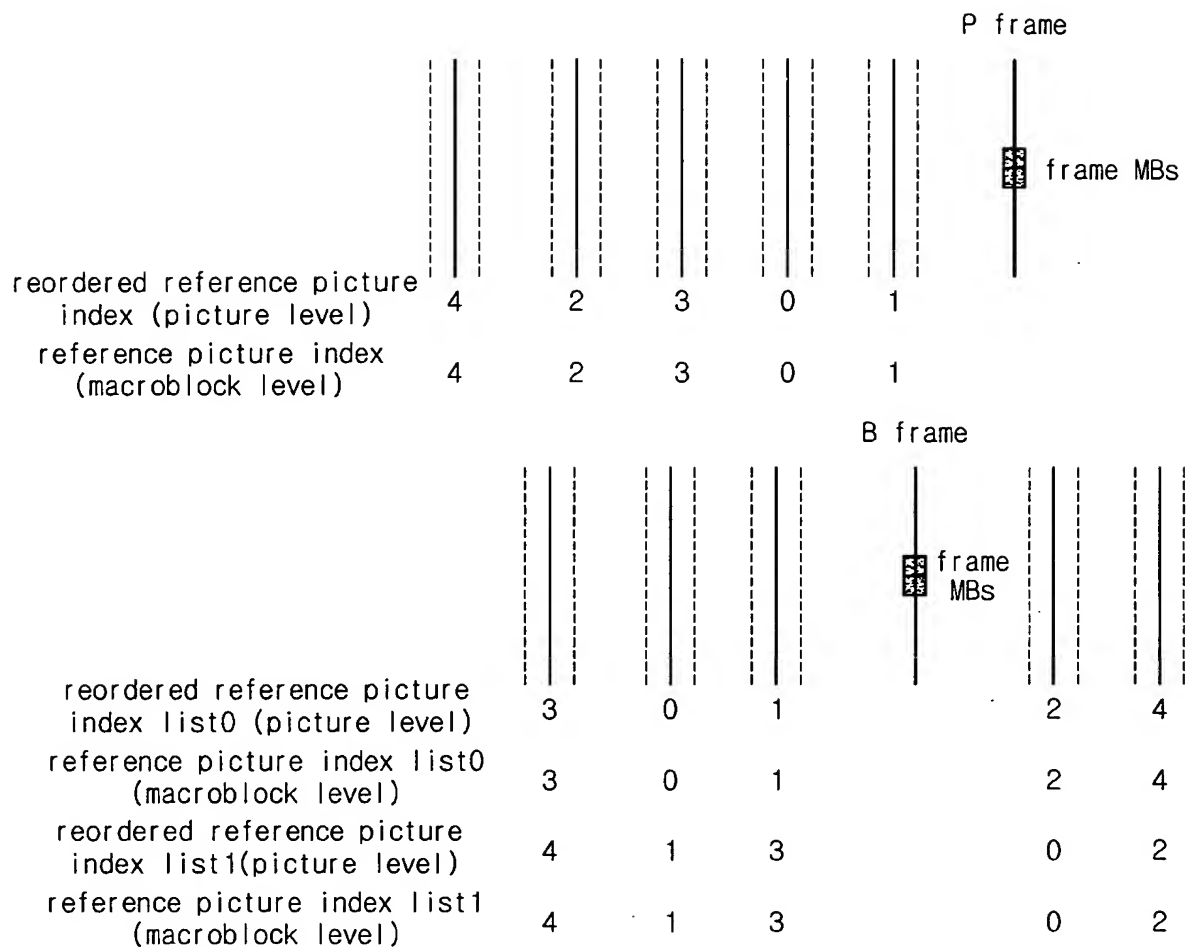 P frame
frame MBs
reordered reference picture
index (picture level) 4 2 3 0 1
reference picture index
(macroblock level) 4 2 3 0 1
B frame
frame
MBs
reordered reference picture
index list0 (picture level) 3 0 1 2 4
reference picture index list0
(macroblock level) 3 0 1 2 4
reordered reference picture
index list1(picture level) 4 1 3 0 2
reference picture index list1
(macroblock level) 4 1 3 0 2